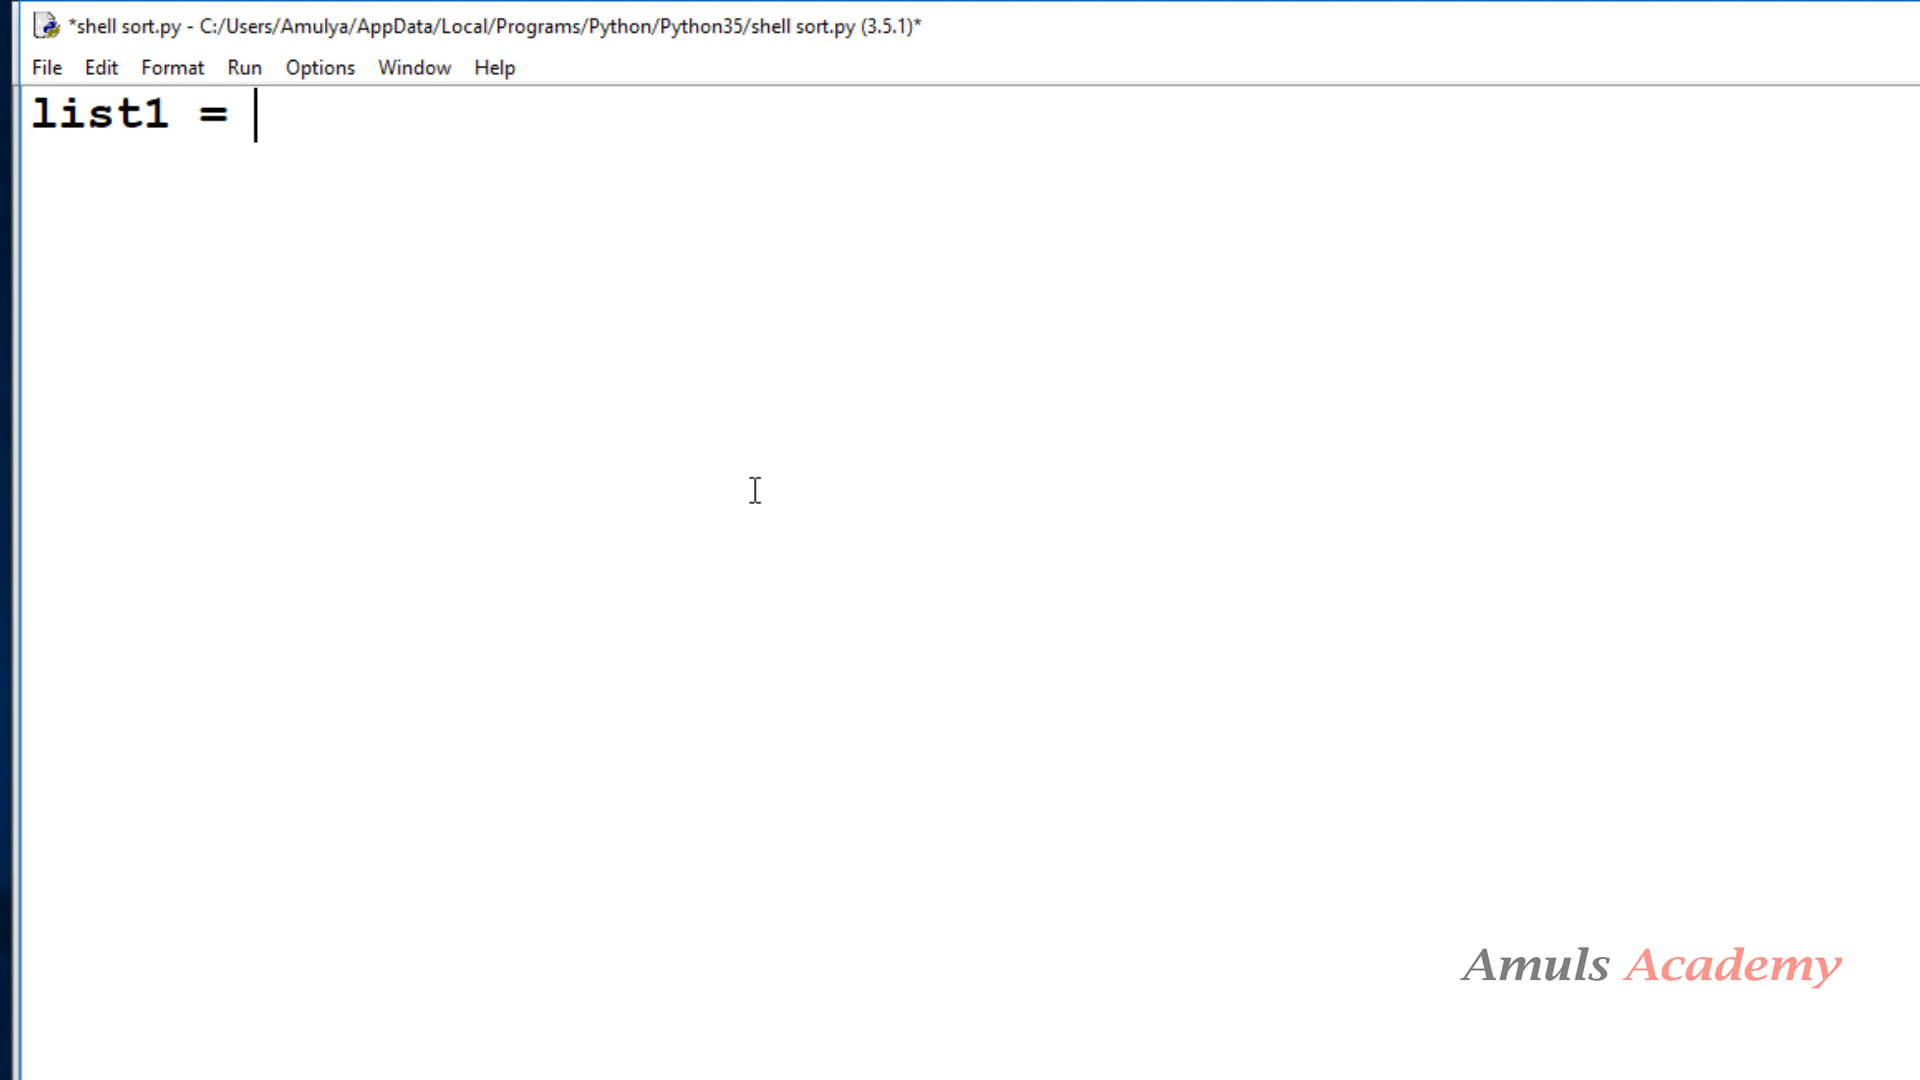 *shell sort.py - C:/Users/Amulya/AppData/Local/Programs/Python/Python35/shell sort.py (3.5.1)*
File Edit Format Run Options Window Help
list1 =
Amuls Academy